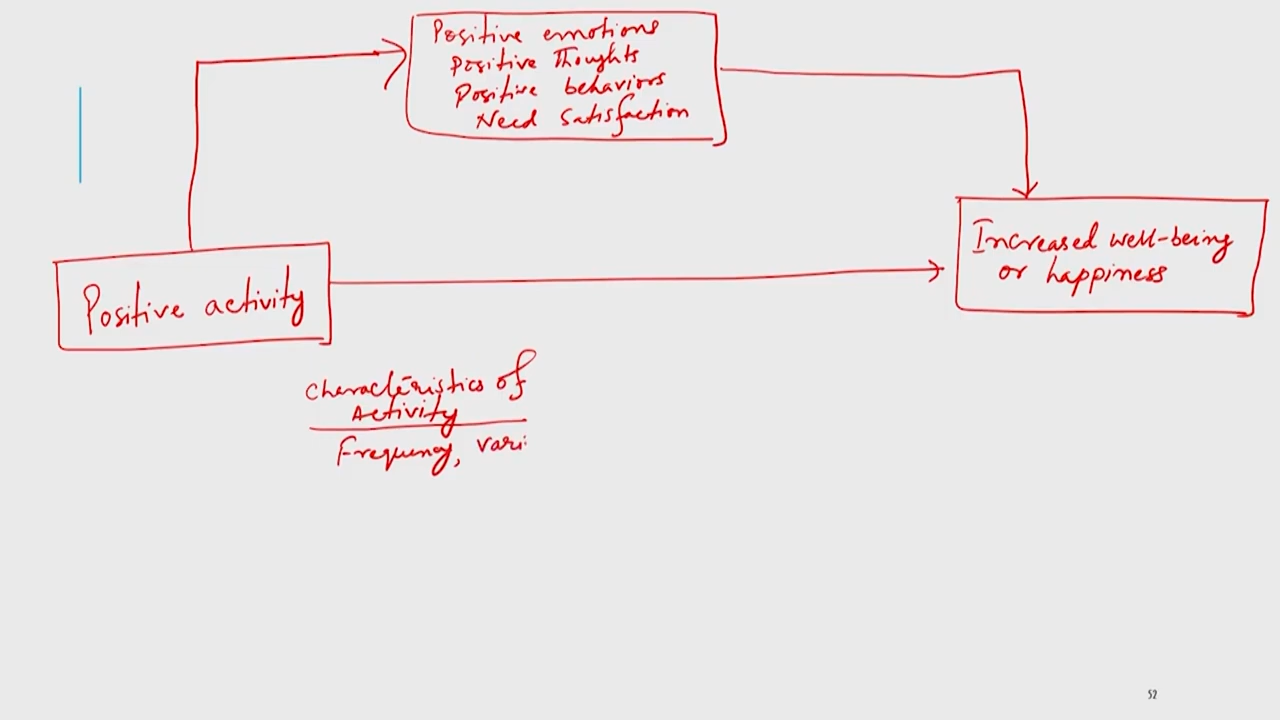 Positive emotions
Positive Thoughts
Positive behaviors
Need satisfaction
Increased well-being
or happiness
Positive activity
Characteristics of
Activity
Frequency, vari
52